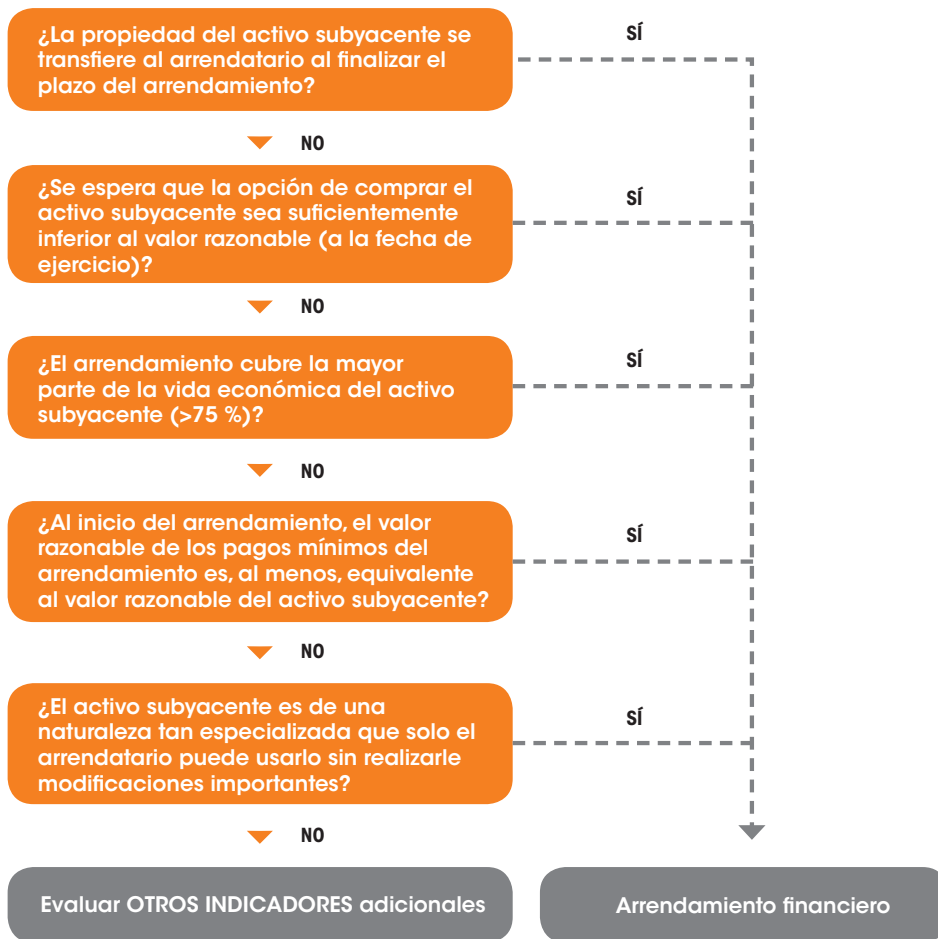 ¿La propiedad del activo subyacente se
transfiere al arrendatario al finalizar el
plazo del arrendamiento?
SÍ
NO
¿Se espera que la opción de comprar el
activo subyacente sea suficientemente
inferior al valor razonable (a la fecha de
ejercicio)?
SÍ
NO
¿El arrendamiento cubre la mayor
parte de la vida económica del activo
subyacente (>75 %)?
SÍ
NO
¿Al inicio del arrendamiento, el valor
razonable de los pagos mínimos del
arrendamiento es, al menos, equivalente
al valor razonable del activo subyacente?
SÍ
NO
¿El activo subyacente es de una
naturaleza tan especializada que solo el
arrendatario puede usarlo sin realizarle
modificaciones importantes?
SÍ
NO
Evaluar OTROS INDICADORES adicionales
Arrendamiento financiero